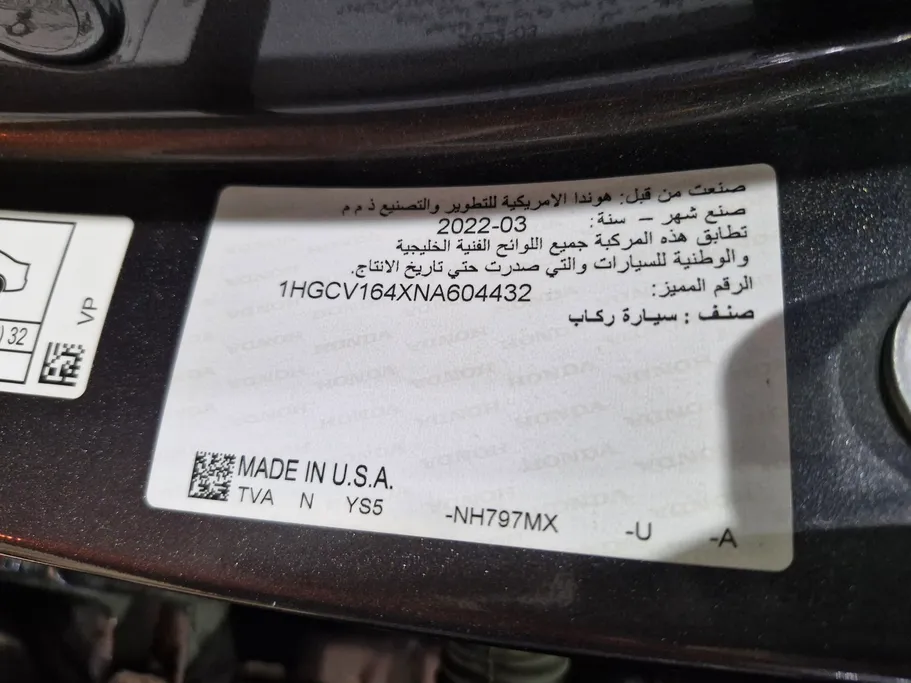 صنعت من قبل: هوندا الامريكية للتطوير والتصنيع ذ م م
صنع شهر – سنة: 2022-03
تطابق هذه المركبة جميع اللوائح الفنية الخليجية
والوطنية للسيارات والتي صدرت حتي تاريخ الانتاج.
الرقم المميز: 1HGCV164XNA604432
صنف : سيارة ركاب
MADE IN U.S.A.
TVA N YS5 -NH797MX -U -A
) 32
VP